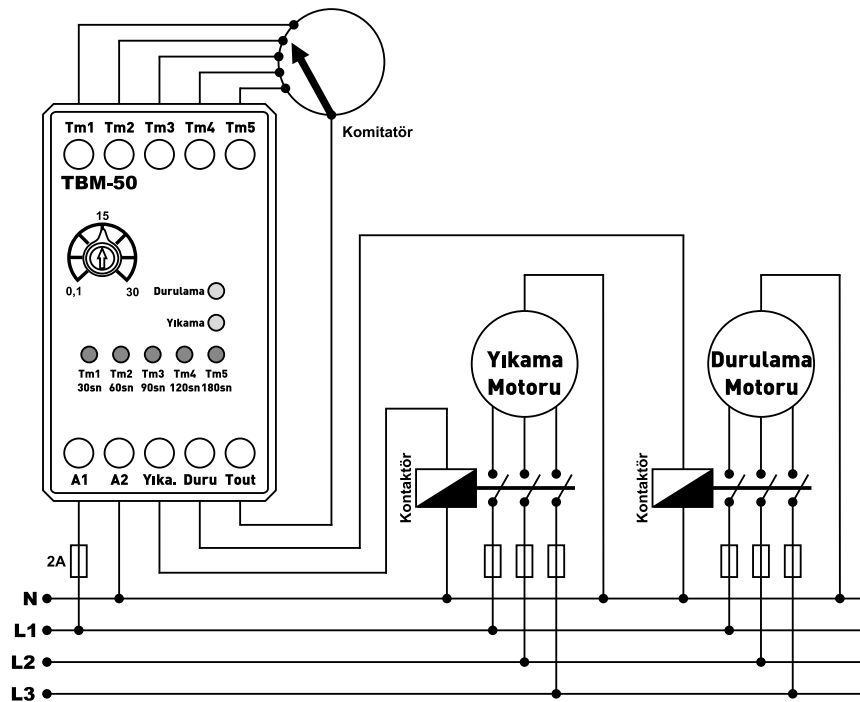 Komitatör
Tm1 Tm2 Tm3 Tm4 Tm5
TBM-50
15
0,1 30
Durulama
Yıkama
Tm1 Tm2 Tm3 Tm4 Tm5
30sn 60sn 90sn 120sn 180sn
A1 A2 Yıka. Duru Tout
Yıkama
Motoru
Durulama
Motoru
Kontaktör
Kontaktör
2A
N
L1
L2
L3